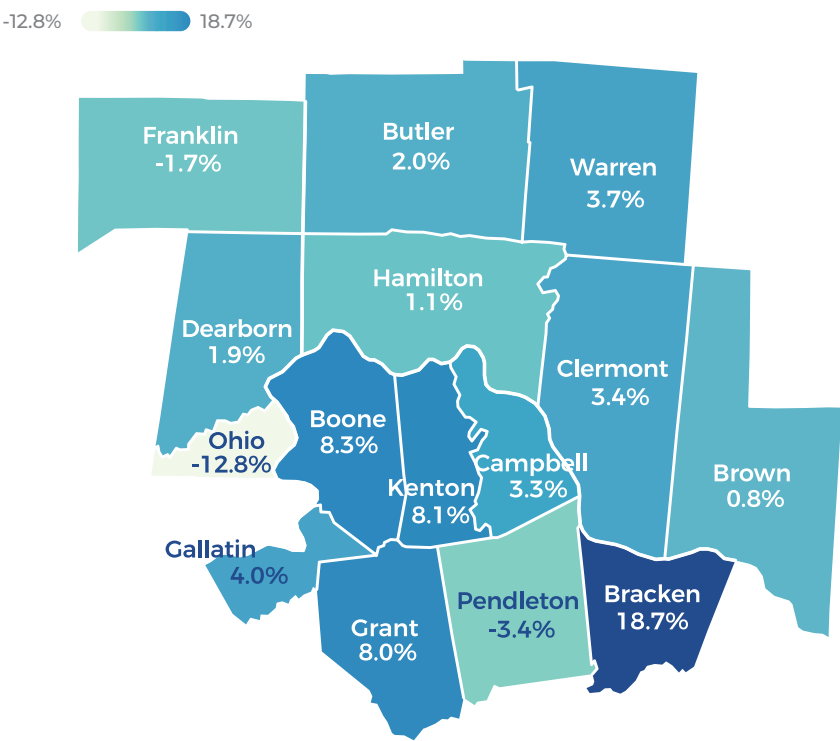 -12.8% 18.7%
Franklin
-1.7%
Butler
2.0%
Warren
3.7%
Hamilton
1.1%
Dearborn
1.9%
Clermont
3.4%
Boone
8.3%
Ohio
-12.8%
Campbell
3.3%
Kenton
8.1%
Brown
0.8%
Gallatin
4.0%
Grant
8.0%
Pendleton
-3.4%
Bracken
18.7%